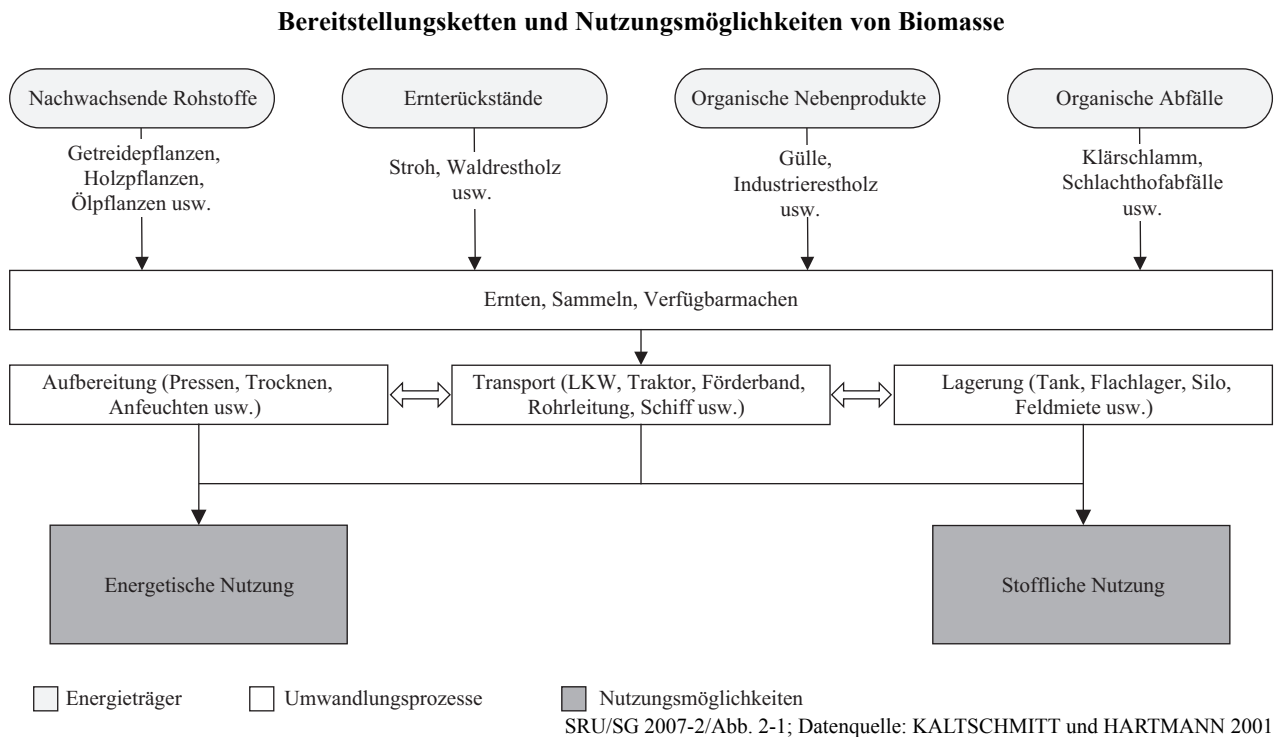 Bereitstellungsketten und Nutzungsmöglichkeiten von Biomasse
Nachwachsende Rohstoffe
Ernterückstände
Organische Nebenprodukte
Organische Abfälle
Getreidepflanzen,
Holzpflanzen,
Ölpflanzen usw.
Stroh, Waldrestholz
usw.
Gülle,
Industrierestholz
usw.
Klärschlamm,
Schlachthofabfälle
usw.
Ernten, Sammeln, Verfügbarmachen
Aufbereitung (Pressen, Trocknen,
Anfeuchten usw.)
Transport (LKW, Traktor, Förderband,
Rohrleitung, Schiff usw.)
Lagerung (Tank, Flachlager, Silo,
Feldmiete usw.)
Energetische Nutzung
Stoffliche Nutzung
Energieträger
Umwandlungsprozesse
Nutzungsmöglichkeiten
SRU/SG 2007-2/Abb. 2-1; Datenquelle: KALTSCHMITT und HARTMANN 2001